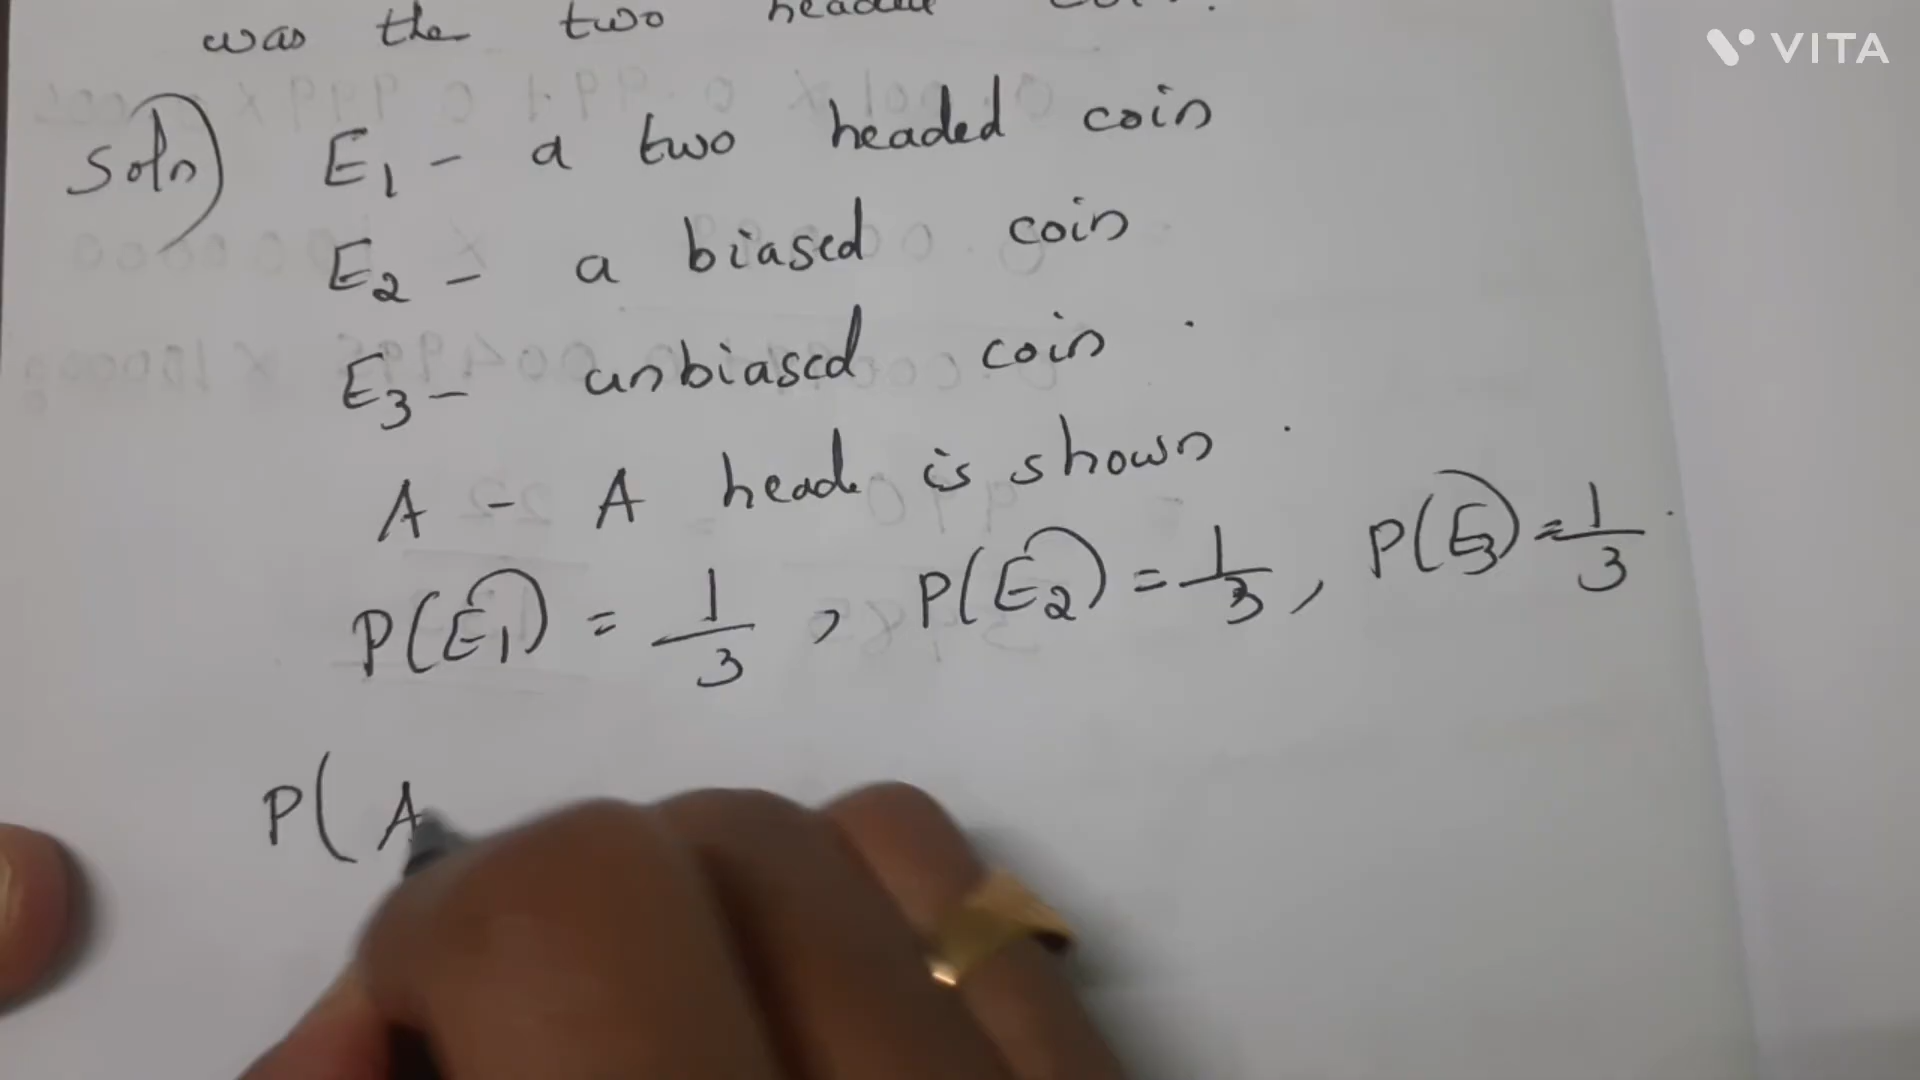 was the two headed
VITA
Soln) E₁ - a two headed coin
E₂ - a biased coin
E₃ - unbiased coin .
A - A head is shown .
P(E₁) = 1/3 , P(E₂) = 1/3 , P(E₃) = 1/3 .
P( A